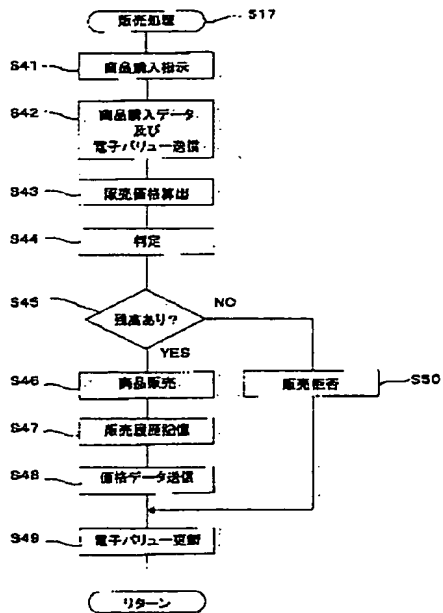 販売処理
S17
S41
商品購入指示
S42
商品購入データ
及び
電子バリュー送信
S43
販売価格算出
S44
判定
S45
残高あり?
NO
YES
S46
商品販売
販売拒否
S50
S47
販売履歴記憶
S48
価格データ送信
S49
電子バリュー更新
リターン